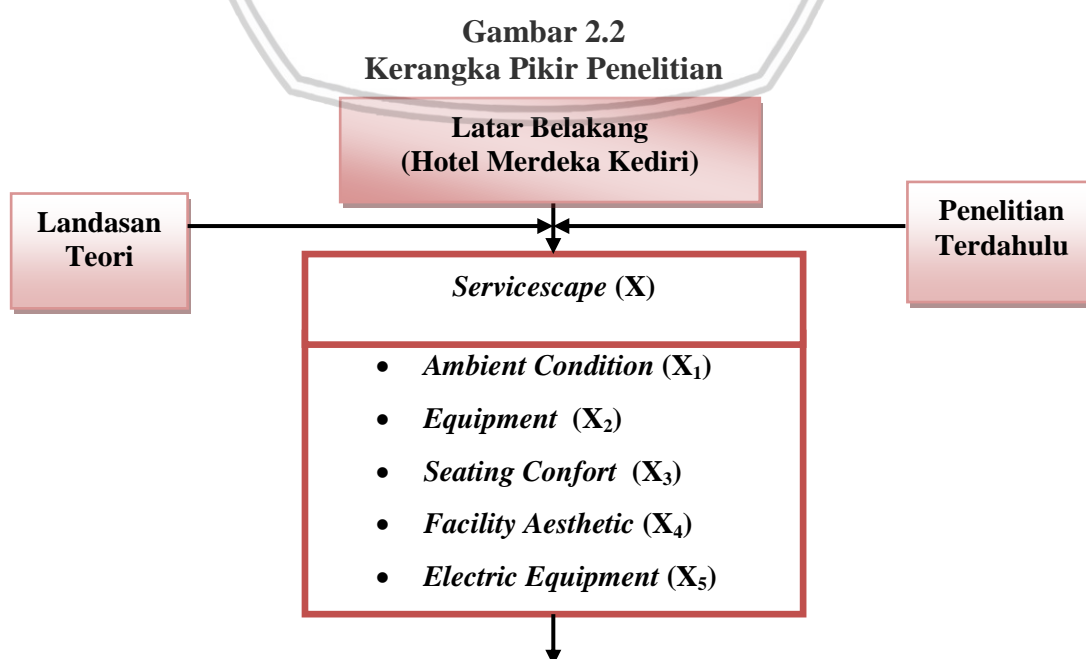 Gambar 2.2
Kerangka Pikir Penelitian
Latar Belakang
(Hotel Merdeka Kediri)
Landasan
Teori
Penelitian
Terdahulu
Servicescape (X)
• Ambient Condition (X₁)
• Equipment (X₂)
• Seating Confort (X₃)
• Facility Aesthetic (X₄)
• Electric Equipment (X₅)